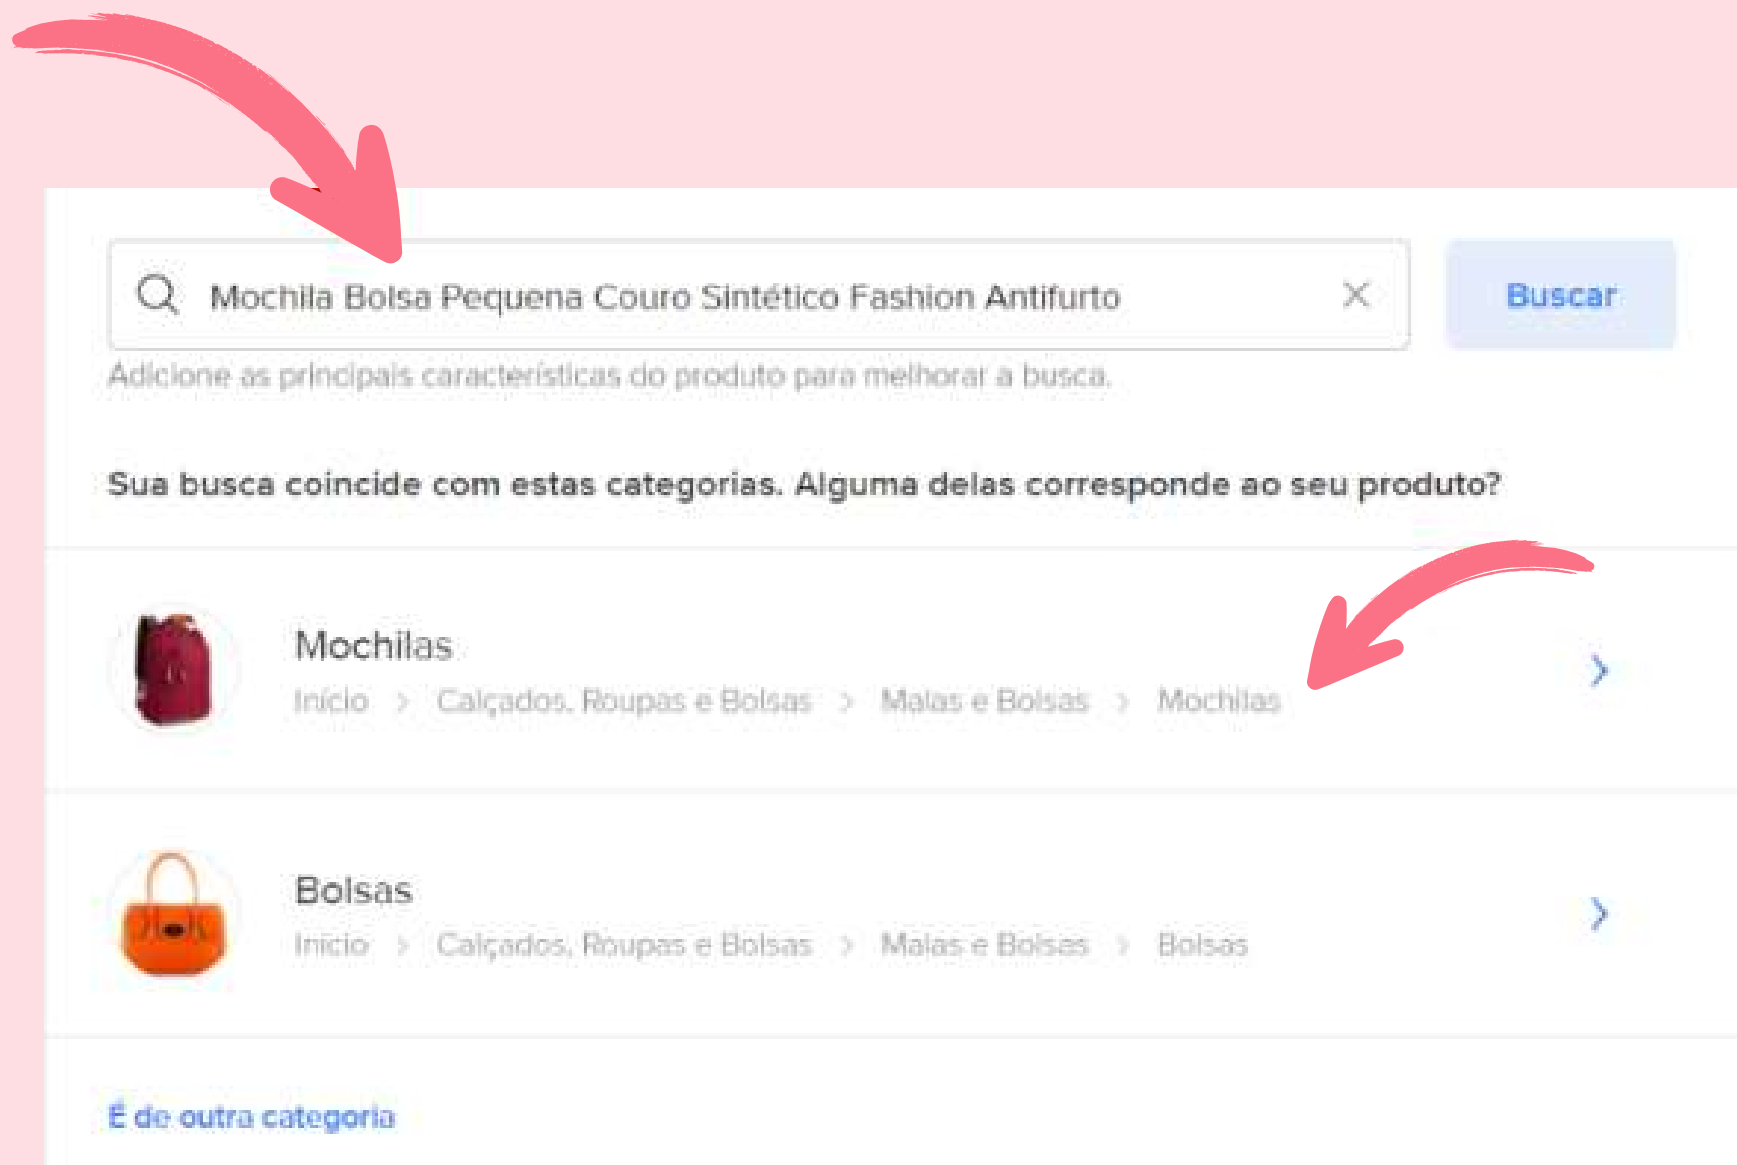 Mochila Bolsa Pequena Couro Sintético Fashion Antifurto
Buscar
Adicione as principais características do produto para melhorar a busca.
Sua busca coincide com estas categorias. Alguma delas corresponde ao seu produto?
Mochilas
Início > Calçados, Roupas e Bolsas > Malas e Bolsas > Mochilas
Bolsas
Início > Calçados, Roupas e Bolsas > Malas e Bolsas > Bolsas
É de outra categoria